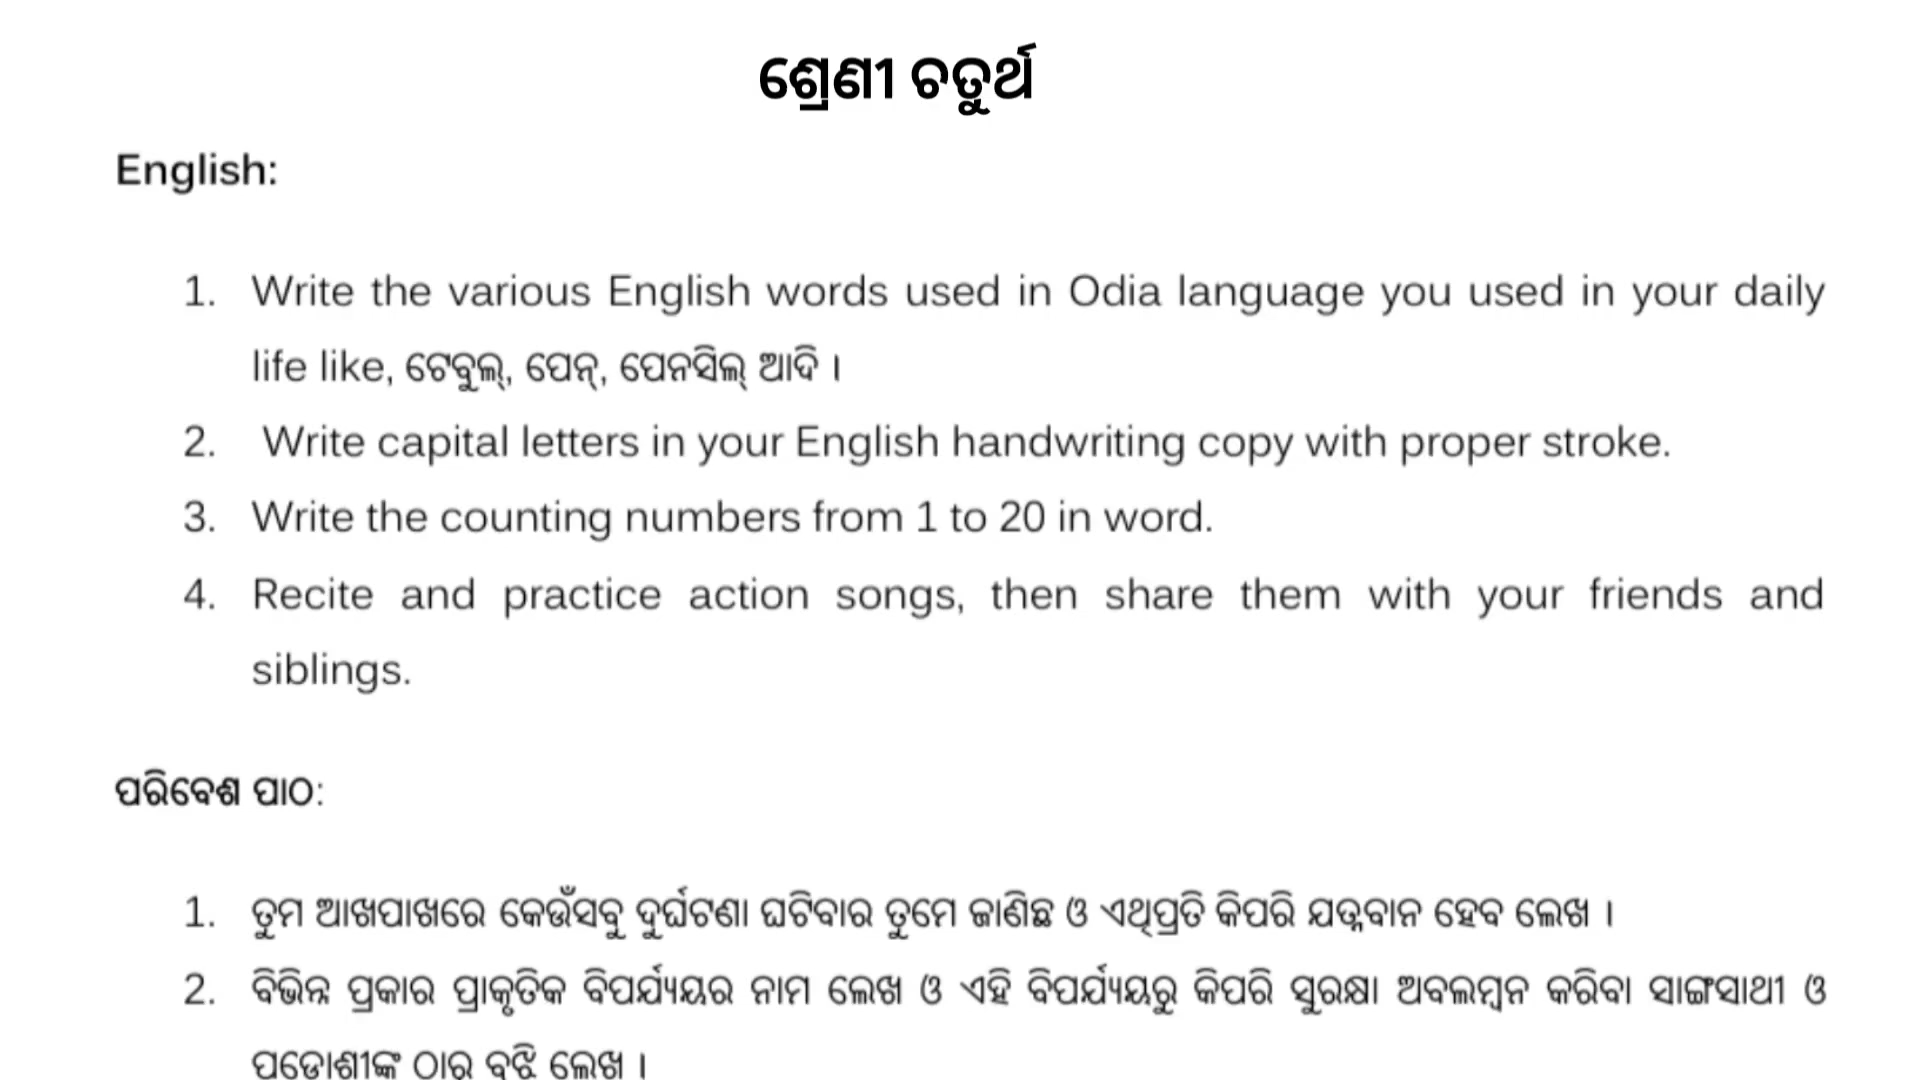 ଶ୍ରେଣୀ ଚତୁର୍ଥ
English:
1. Write the various English words used in Odia language you used in your daily
life like, ଟେବୁଲ୍, ପେନ୍, ପେନସିଲ୍ ଆଦି ।
2. Write capital letters in your English handwriting copy with proper stroke.
3. Write the counting numbers from 1 to 20 in word.
4. Recite and practice action songs, then share them with your friends and
siblings.
ପରିବେଶ ପାଠ:
1. ତୁମ ଆଖପାଖରେ କେଉଁସବୁ ଦୁର୍ଘଟଣା ଘଟିବାର ତୁମେ ଜାଣିଛ ଓ ଏଥିପ୍ରତି କିପରି ଯତ୍ନବାନ ହେବ ଲେଖ ।
2. ବିଭିନ୍ନ ପ୍ରକାର ପ୍ରାକୃତିକ ବିପର୍ଯ୍ୟୟର ନାମ ଲେଖ ଓ ଏହି ବିପର୍ଯ୍ୟୟରୁ କିପରି ସୁରକ୍ଷା ଅବଲମ୍ବନ କରିବା ସାଙ୍ଗସାଥୀ ଓ
ପଡୋଶୀଙ୍କ ଠାରୁ ବୁଝି ଲେଖ ।